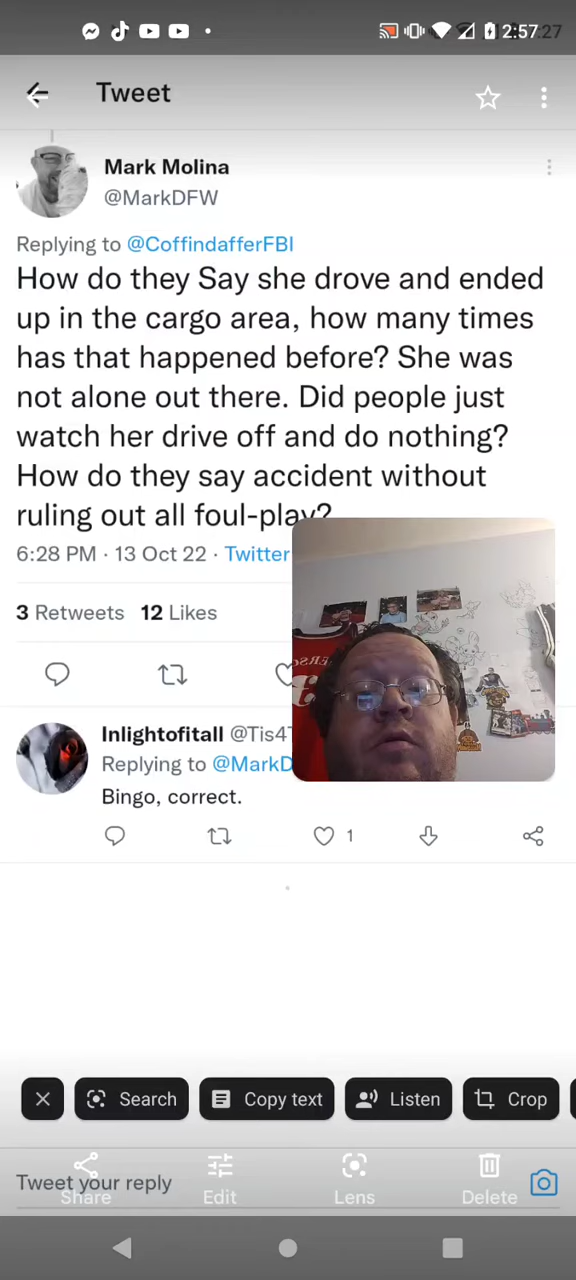 2:57
Tweet
Mark Molina
@MarkDFW
Replying to @CoffindafferFBI
How do they Say she drove and ended
up in the cargo area, how many times
has that happened before? She was
not alone out there. Did people just
watch her drive off and do nothing?
How do they say accident without
ruling out all foul-play?
6:28 PM · 13 Oct 22 · Twitter
3 Retweets 12 Likes
Inlightofitall @Tis4
Replying to @MarkD
Bingo, correct.
1
Search Copy text Listen Crop
Tweet your reply
Share Edit Lens Delete